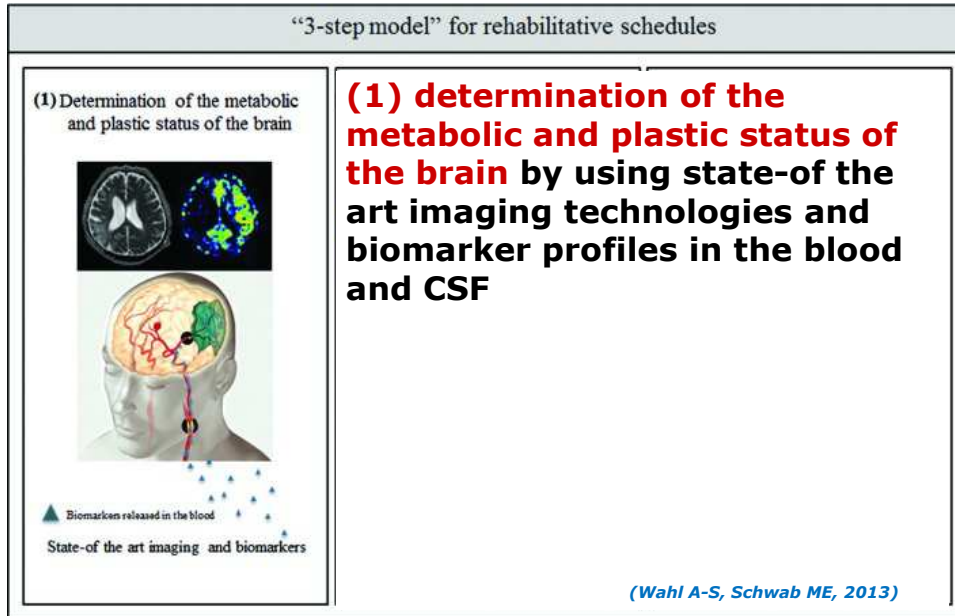 “3-step model” for rehabilitative schedules
(1) Determination of the metabolic
and plastic status of the brain
Biomarkers released in the blood
State-of the art imaging and biomarkers
(1) determination of the
metabolic and plastic status of
the brain by using state-of the
art imaging technologies and
biomarker profiles in the blood
and CSF
(Wahl A-S, Schwab ME, 2013)